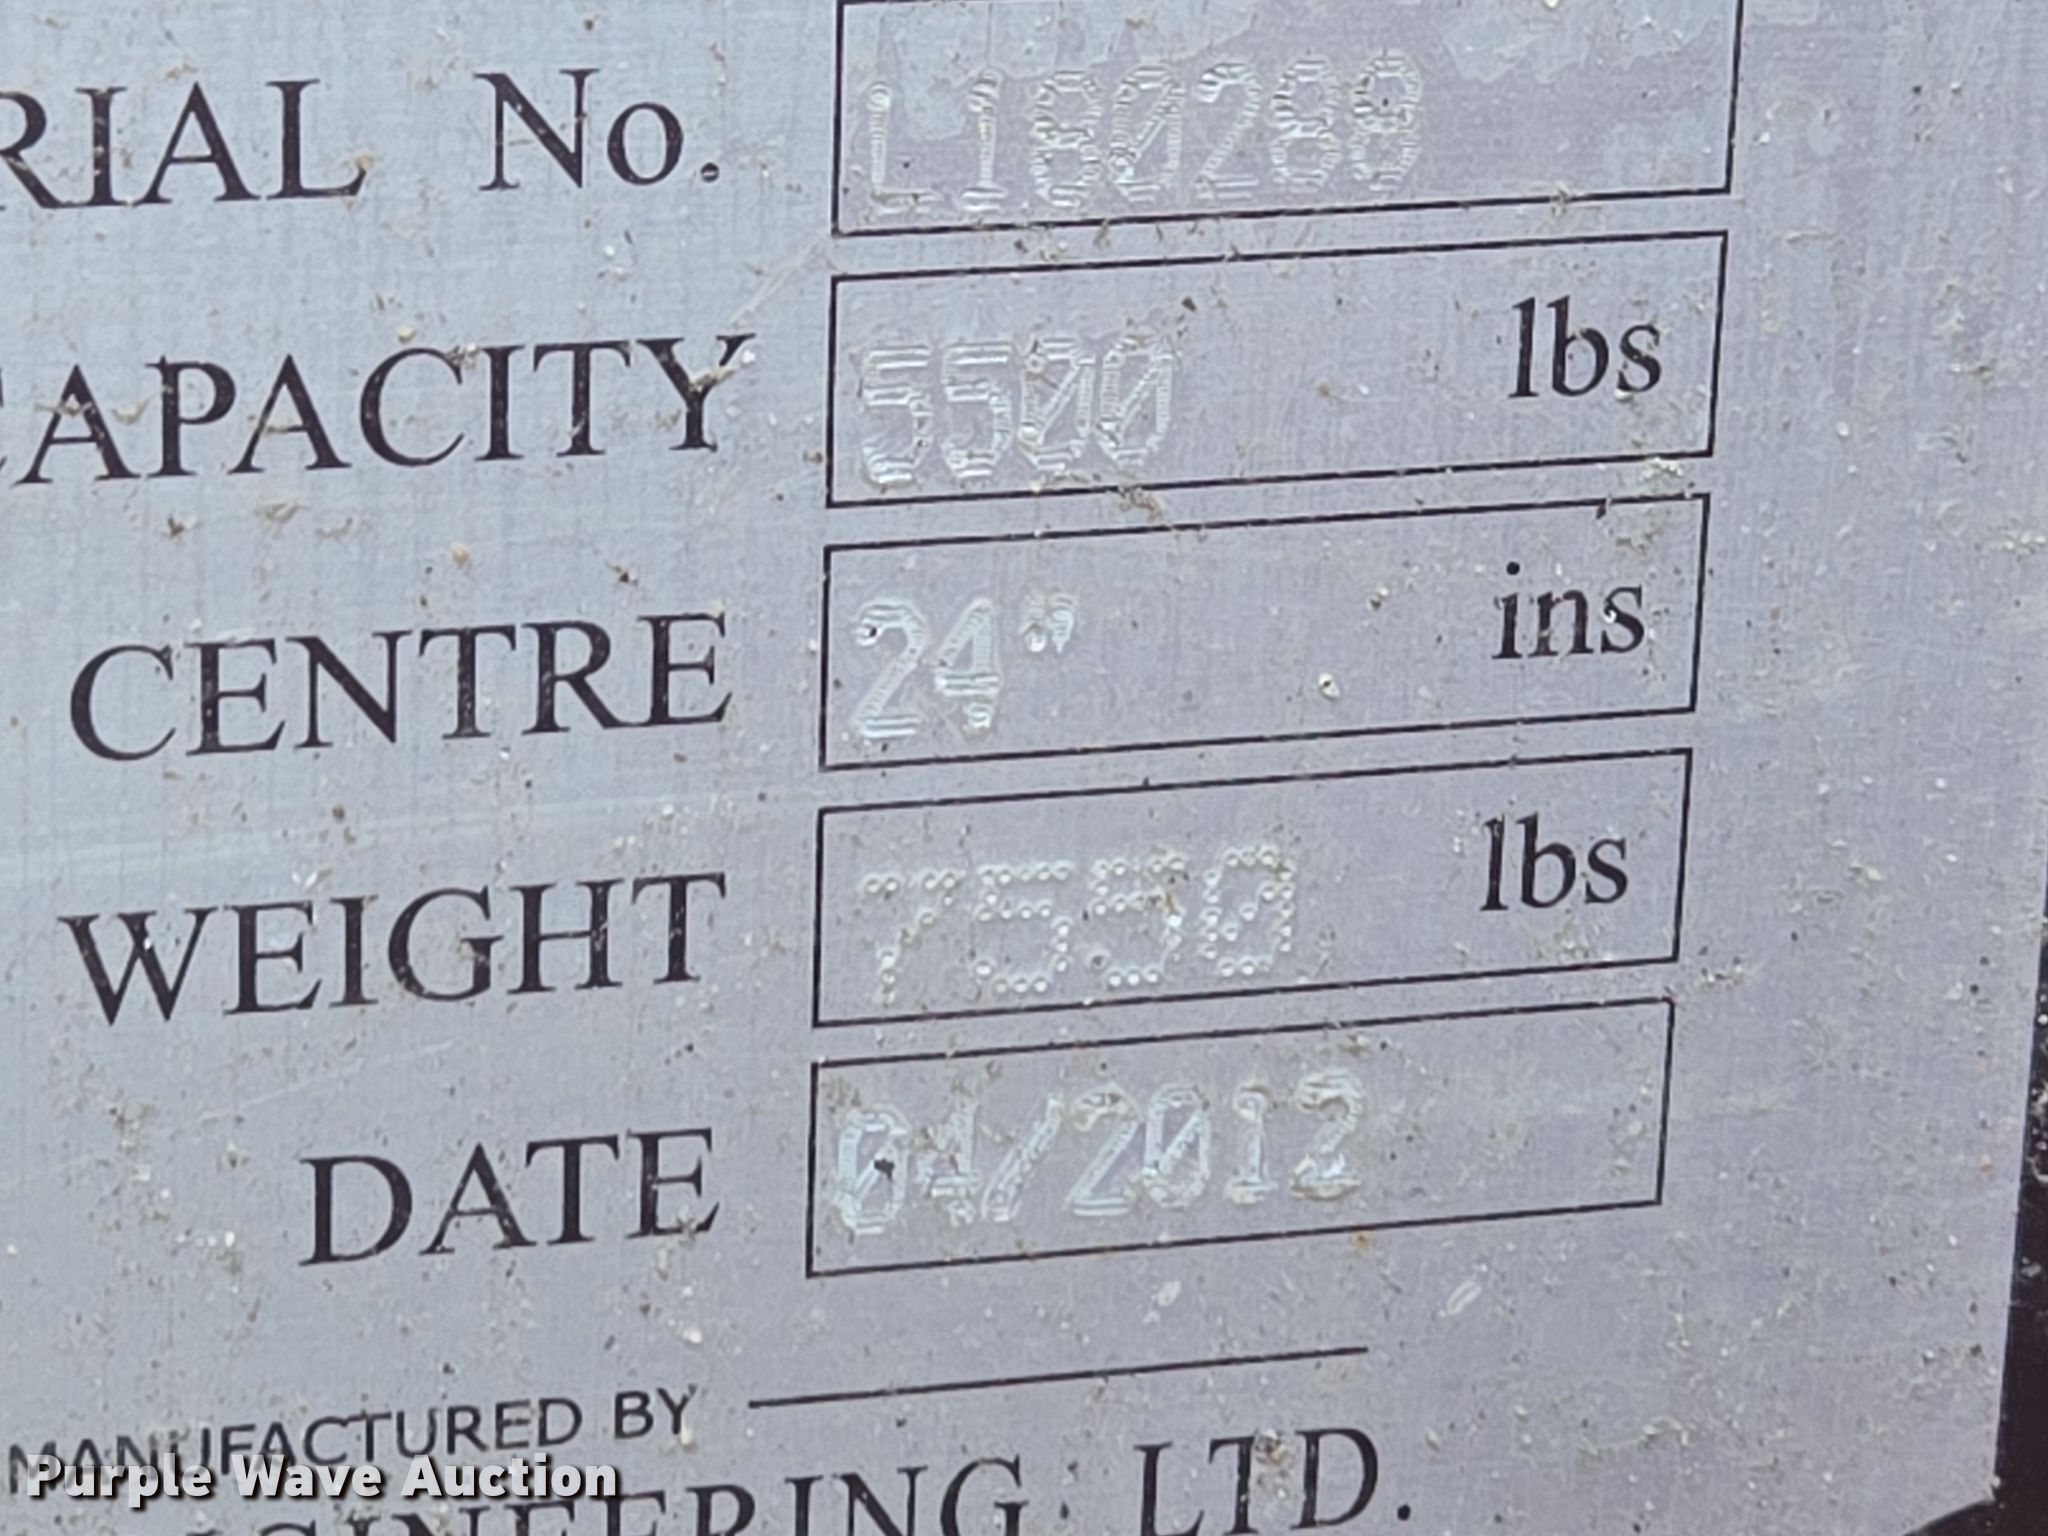 RIAL No. L180288
CAPACITY 5500 lbs
CENTRE 24" ins
WEIGHT 7550 lbs
DATE 04/2012
MANUFACTURED BY
GINEERING LTD.
Purple Wave Auction